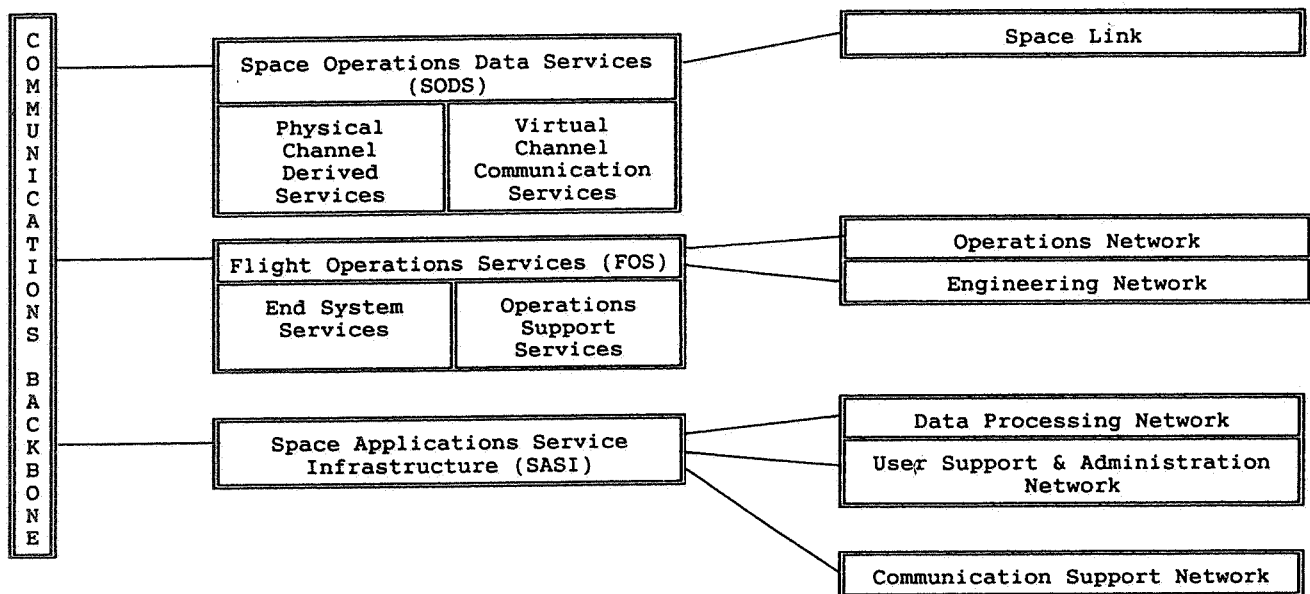 COMMUNICATIONS BACKBONE
Space Operations Data Services
(SODS)
Physical
Channel
Derived
Services
Virtual
Channel
Communication
Services
Flight Operations Services (FOS)
End System
Services
Operations
Support
Services
Space Applications Service
Infrastructure (SASI)
Space Link
Operations Network
Engineering Network
Data Processing Network
User Support & Administration
Network
Communication Support Network